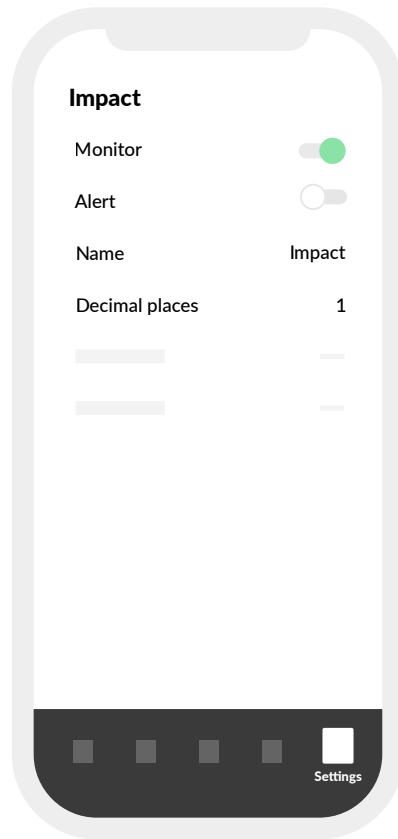 Impact
Monitor
Alert
Name Impact
Decimal places 1
Settings